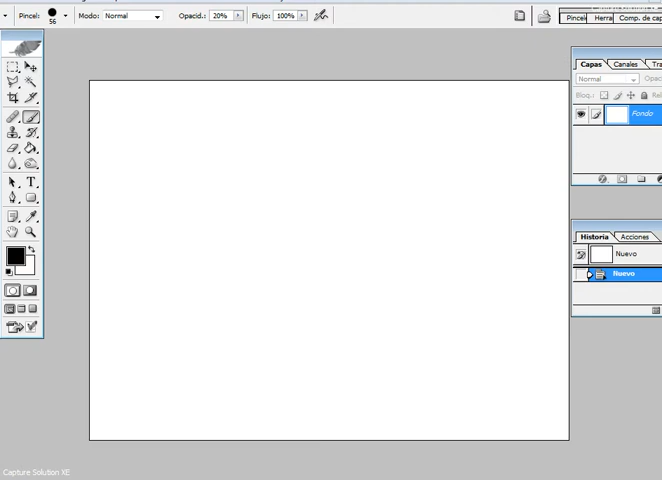 Pincel: 56 Modo: Normal Opacid.: 20% Flujo: 100%
Pincel Herra Comp. de cap
Capas Canales Tra
Normal Opac
Bloq.: Rel
Fondo
Historia Acciones
Nuevo
Nuevo
T
Capture Solution XE